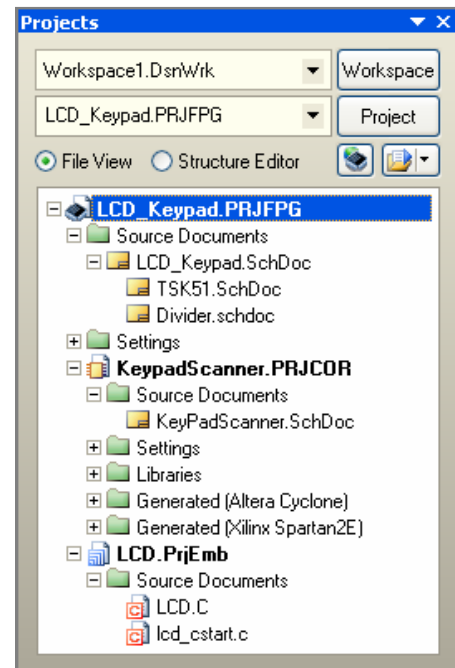 Projects
Workspace1.DsnWrk
Workspace
LCD_Keypad.PRJFPG
Project
File View
Structure Editor
LCD_Keypad.PRJFPG
Source Documents
LCD_Keypad.SchDoc
TSK51.SchDoc
Divider.schdoc
Settings
KeypadScanner.PRJCOR
Source Documents
KeyPadScanner.SchDoc
Settings
Libraries
Generated (Altera Cyclone)
Generated (Xilinx Spartan2E)
LCD.PrjEmb
Source Documents
LCD.C
lcd_cstart.c